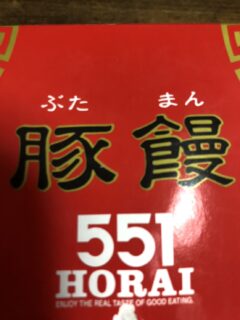 ぶた まん
豚饅
551
HORAI
ENJOY THE REAL TASTE OF GOOD EATING.